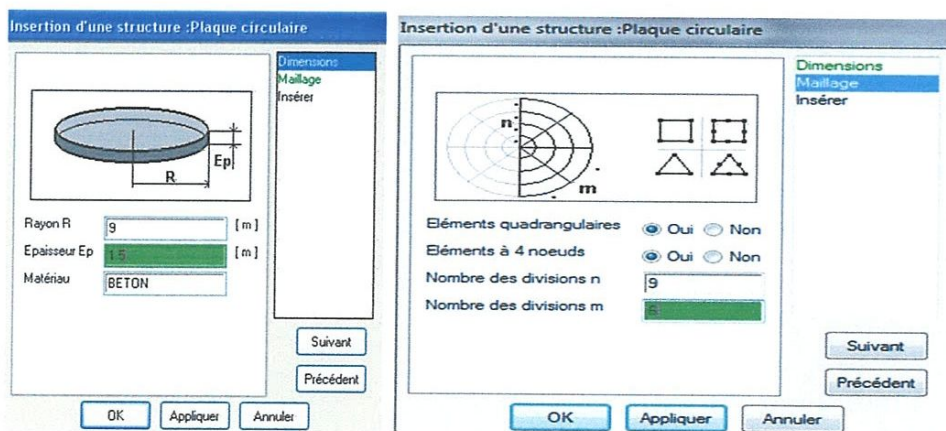 Insertion d'une structure :Plaque circulaire
Dimensions
Maillage
Insérer
Ep
R
Rayon R 9 [ m ]
Epaisseur Ep 1.5 [ m ]
Matériau BETON
Suivant
Précédent
OK Appliquer Annuler
Insertion d'une structure :Plaque circulaire
Dimensions
Maillage
Insérer
n
m
Eléments quadrangulaires Oui Non
Eléments à 4 noeuds Oui Non
Nombre des divisions n 9
Nombre des divisions m 6
Suivant
Précédent
OK Appliquer Annuler